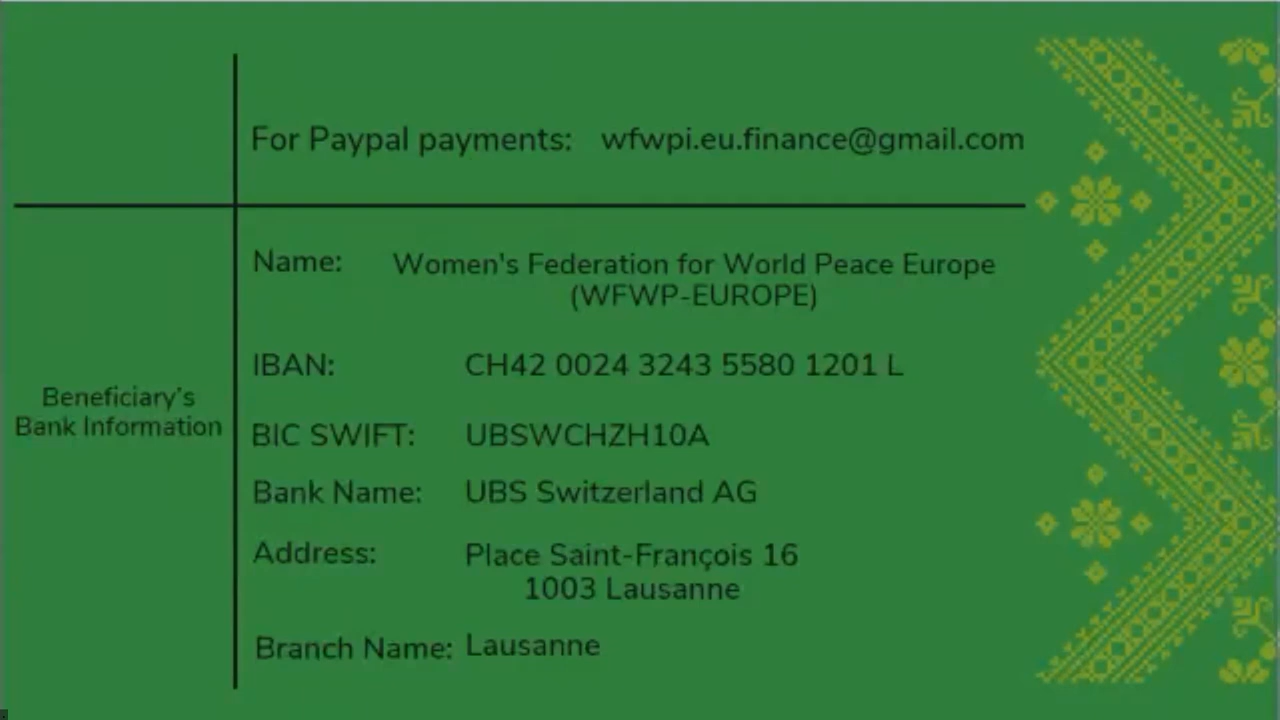 For Paypal payments: wfwpi.eu.finance@gmail.com
Name: Women's Federation for World Peace Europe
(WFWP-EUROPE)
IBAN: CH42 0024 3243 5580 1201 L
Beneficiary's
Bank Information
BIC SWIFT: UBSWCHZH10A
Bank Name: UBS Switzerland AG
Address: Place Saint-François 16
1003 Lausanne
Branch Name: Lausanne